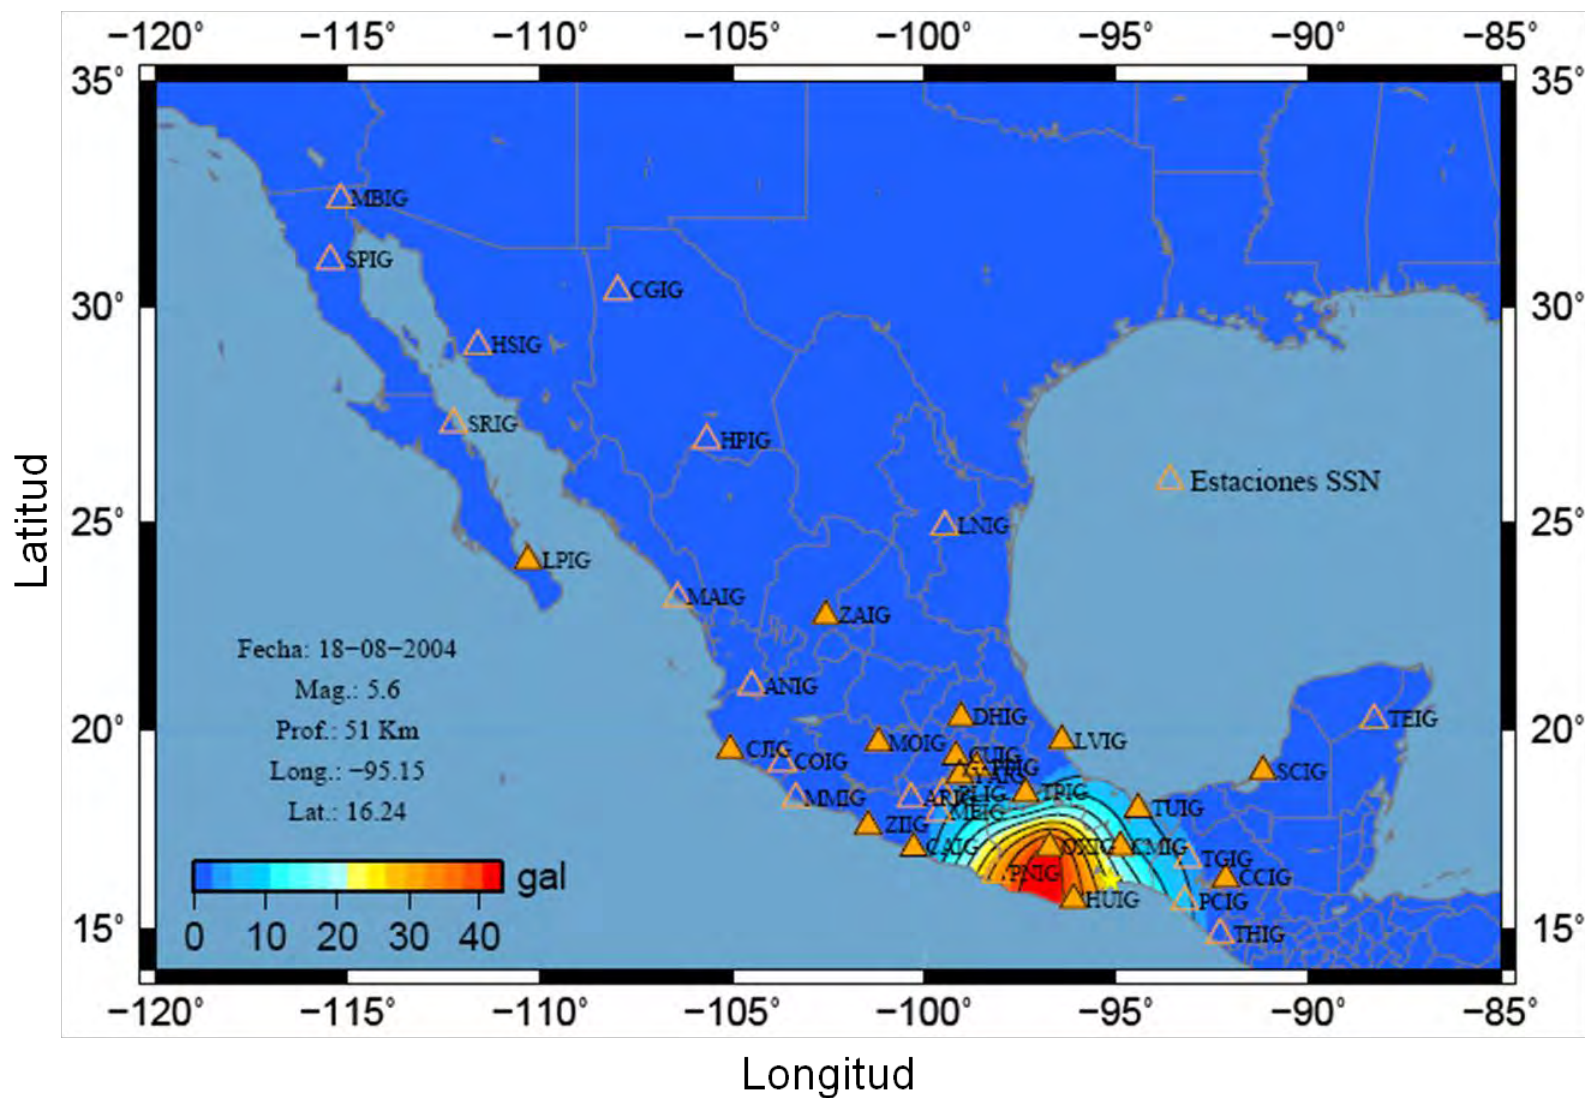 −120° −115° −110° −105° −100° −95° −90° −85°
35° 35°
MBIG
SPIG
CGIG
30° 30°
HSIG
SRIG
HPIG
Estaciones SSN
25° LNIG 25°
LPIG
MAIG
ZAIG
Fecha: 18−08−2004
Mag.: 5.6
ANIG
DHIG
TEIG
20° Prof.: 51 Km 20°
MOIG
LVIG
CJIG
CUIG
COIG
SCIG
Long.: −95.15
TPIG
MMIG
TUIG
Lat.: 16.24
MEIG
ZIIG
CAIG
OXIG
CMIG
TGIG
PNIG
CCIG
gal
HUIG
PCIG
15° 15°
THIG
0 10 20 30 40
−120° −115° −110° −105° −100° −95° −90° −85°
Latitud
Longitud